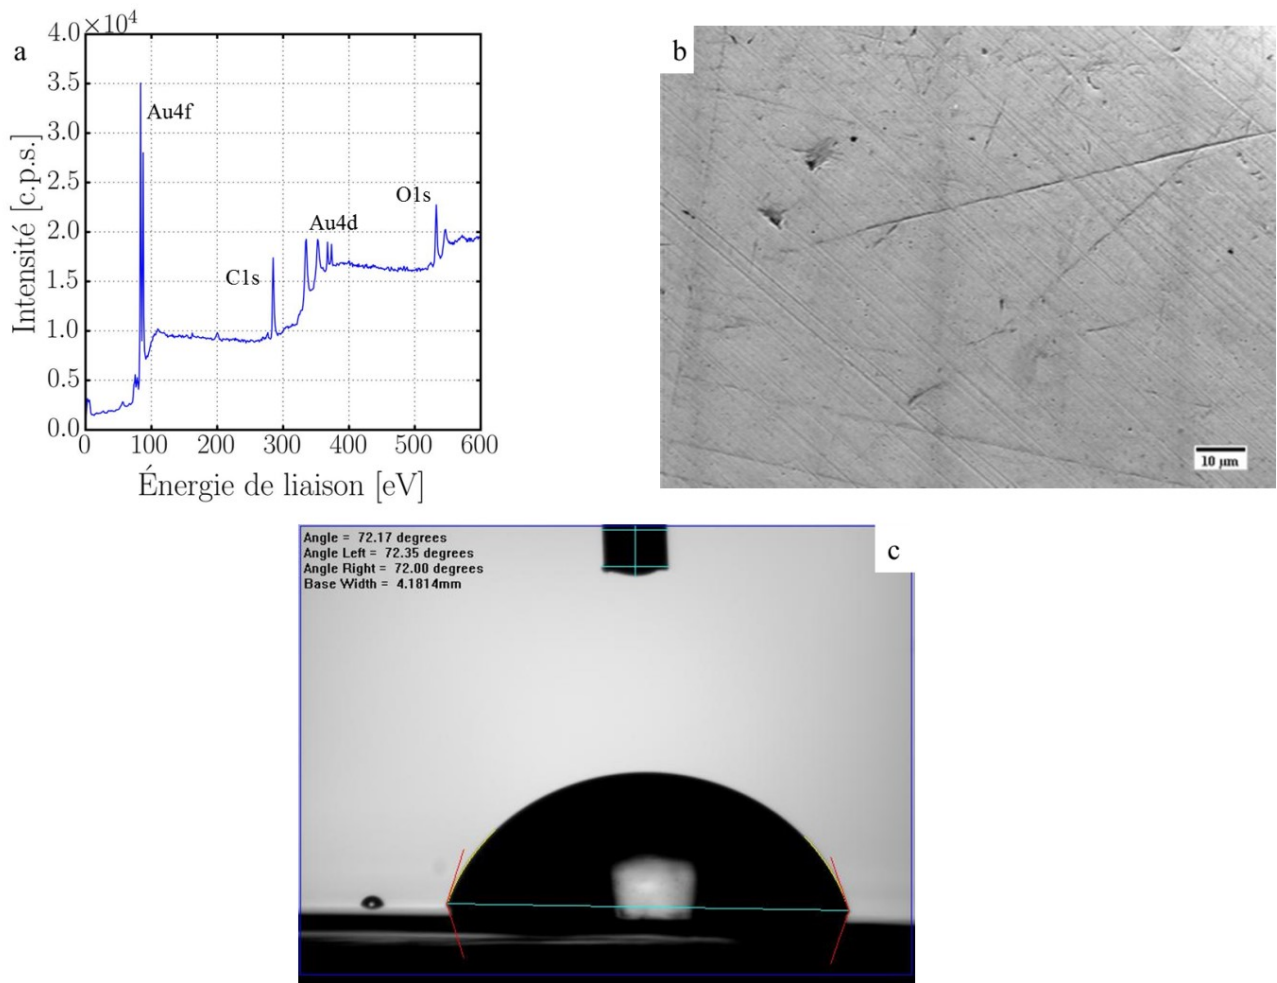 a
×10⁴
4.0
3.5
3.0
2.5
2.0
1.5
1.0
0.5
0.0
Intensité [c.p.s.]
Au4f
C1s
Au4d
O1s
0 100 200 300 400 500 600
Énergie de liaison [eV]
b
10 µm
c
Angle = 72.17 degrees
Angle Left = 72.35 degrees
Angle Right = 72.00 degrees
Base Width = 4.1814mm